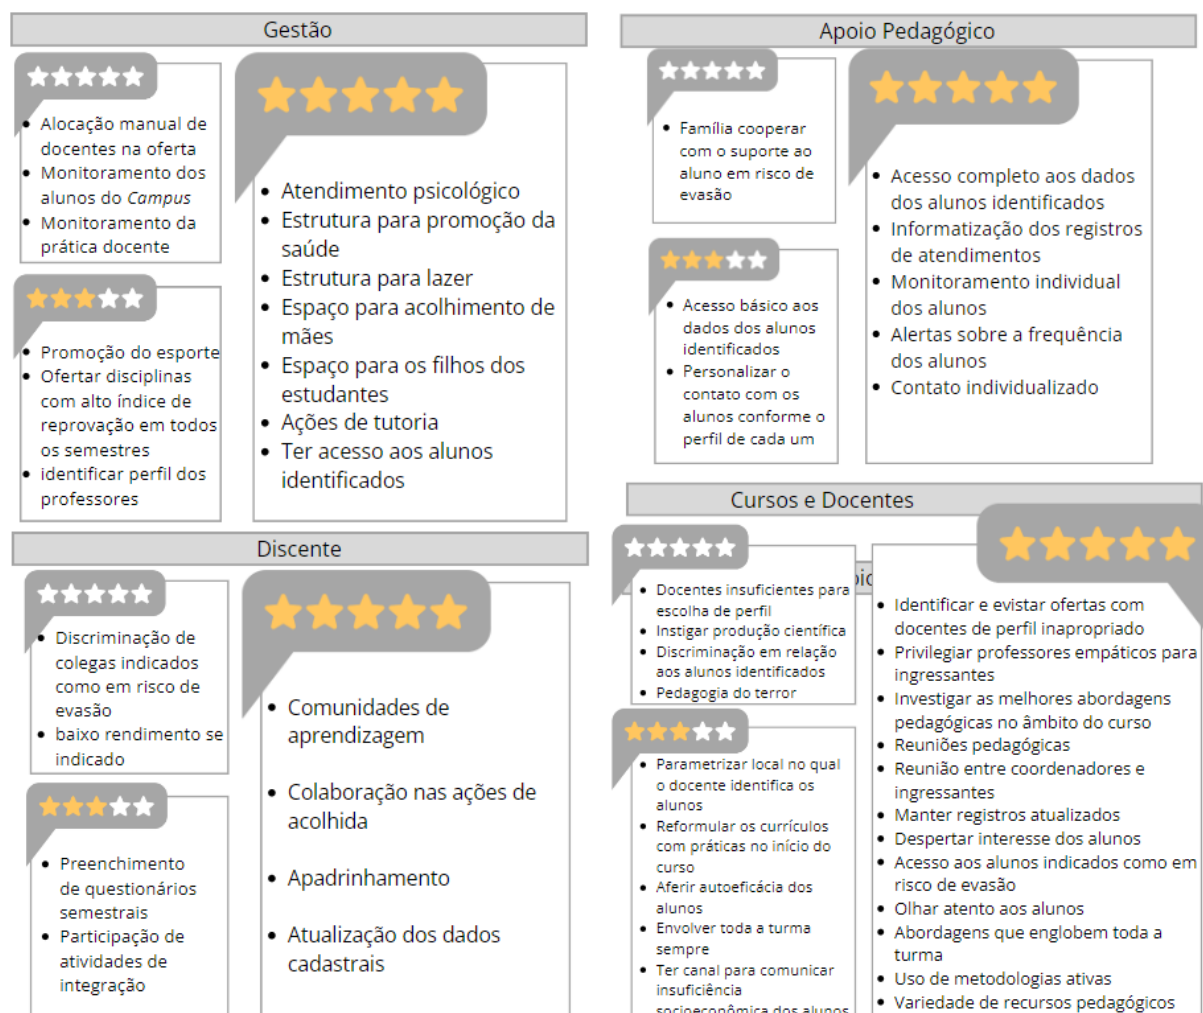 Gestão
Alocação manual de
docentes na oferta
Monitoramento dos
alunos do Campus
Monitoramento da
prática docente
Promoção do esporte
Ofertar disciplinas
com alto índice de
reprovação em todos
os semestres
identificar perfil dos
professores
Atendimento psicológico
Estrutura para promoção da
saúde
Estrutura para lazer
Espaço para acolhimento de
mães
Espaço para os filhos dos
estudantes
Ações de tutoria
Ter acesso aos alunos
identificados
Apoio Pedagógico
Família cooperar
com o suporte ao
aluno em risco de
evasão
Acesso básico aos
dados dos alunos
identificados
Personalizar o
contato com os
alunos conforme o
perfil de cada um
Acesso completo aos dados
dos alunos identificados
Informatização dos registros
de atendimentos
Monitoramento individual
dos alunos
Alertas sobre a frequência
dos alunos
Contato individualizado
Discente
Discriminação de
colegas indicados
como em risco de
evasão
baixo rendimento se
indicado
Preenchimento
de questionários
semestrais
Participação de
atividades de
integração
Comunidades de
aprendizagem
Colaboração nas ações de
acolhida
Apadrinhamento
Atualização dos dados
cadastrais
Cursos e Docentes
Docentes insuficientes para
escolha de perfil
Instigar produção científica
Discriminação em relação
aos alunos identificados
Pedagogia do terror
Parametrizar local no qual
o docente identifica os
alunos
Reformular os currículos
com práticas no início do
curso
Aferir autoeficácia dos
alunos
Envolver toda a turma
sempre
Ter canal para comunicar
insuficiência
socioeconômica dos alunos
Identificar e evistar ofertas com
docentes de perfil inapropriado
Privilegiar professores empáticos para
ingressantes
Investigar as melhores abordagens
pedagógicas no âmbito do curso
Reuniões pedagógicas
Reunião entre coordenadores e
ingressantes
Manter registros atualizados
Despertar interesse dos alunos
Acesso aos alunos indicados como em
risco de evasão
Olhar atento aos alunos
Abordagens que englobem toda a
turma
Uso de metodologias ativas
Variedade de recursos pedagógicos